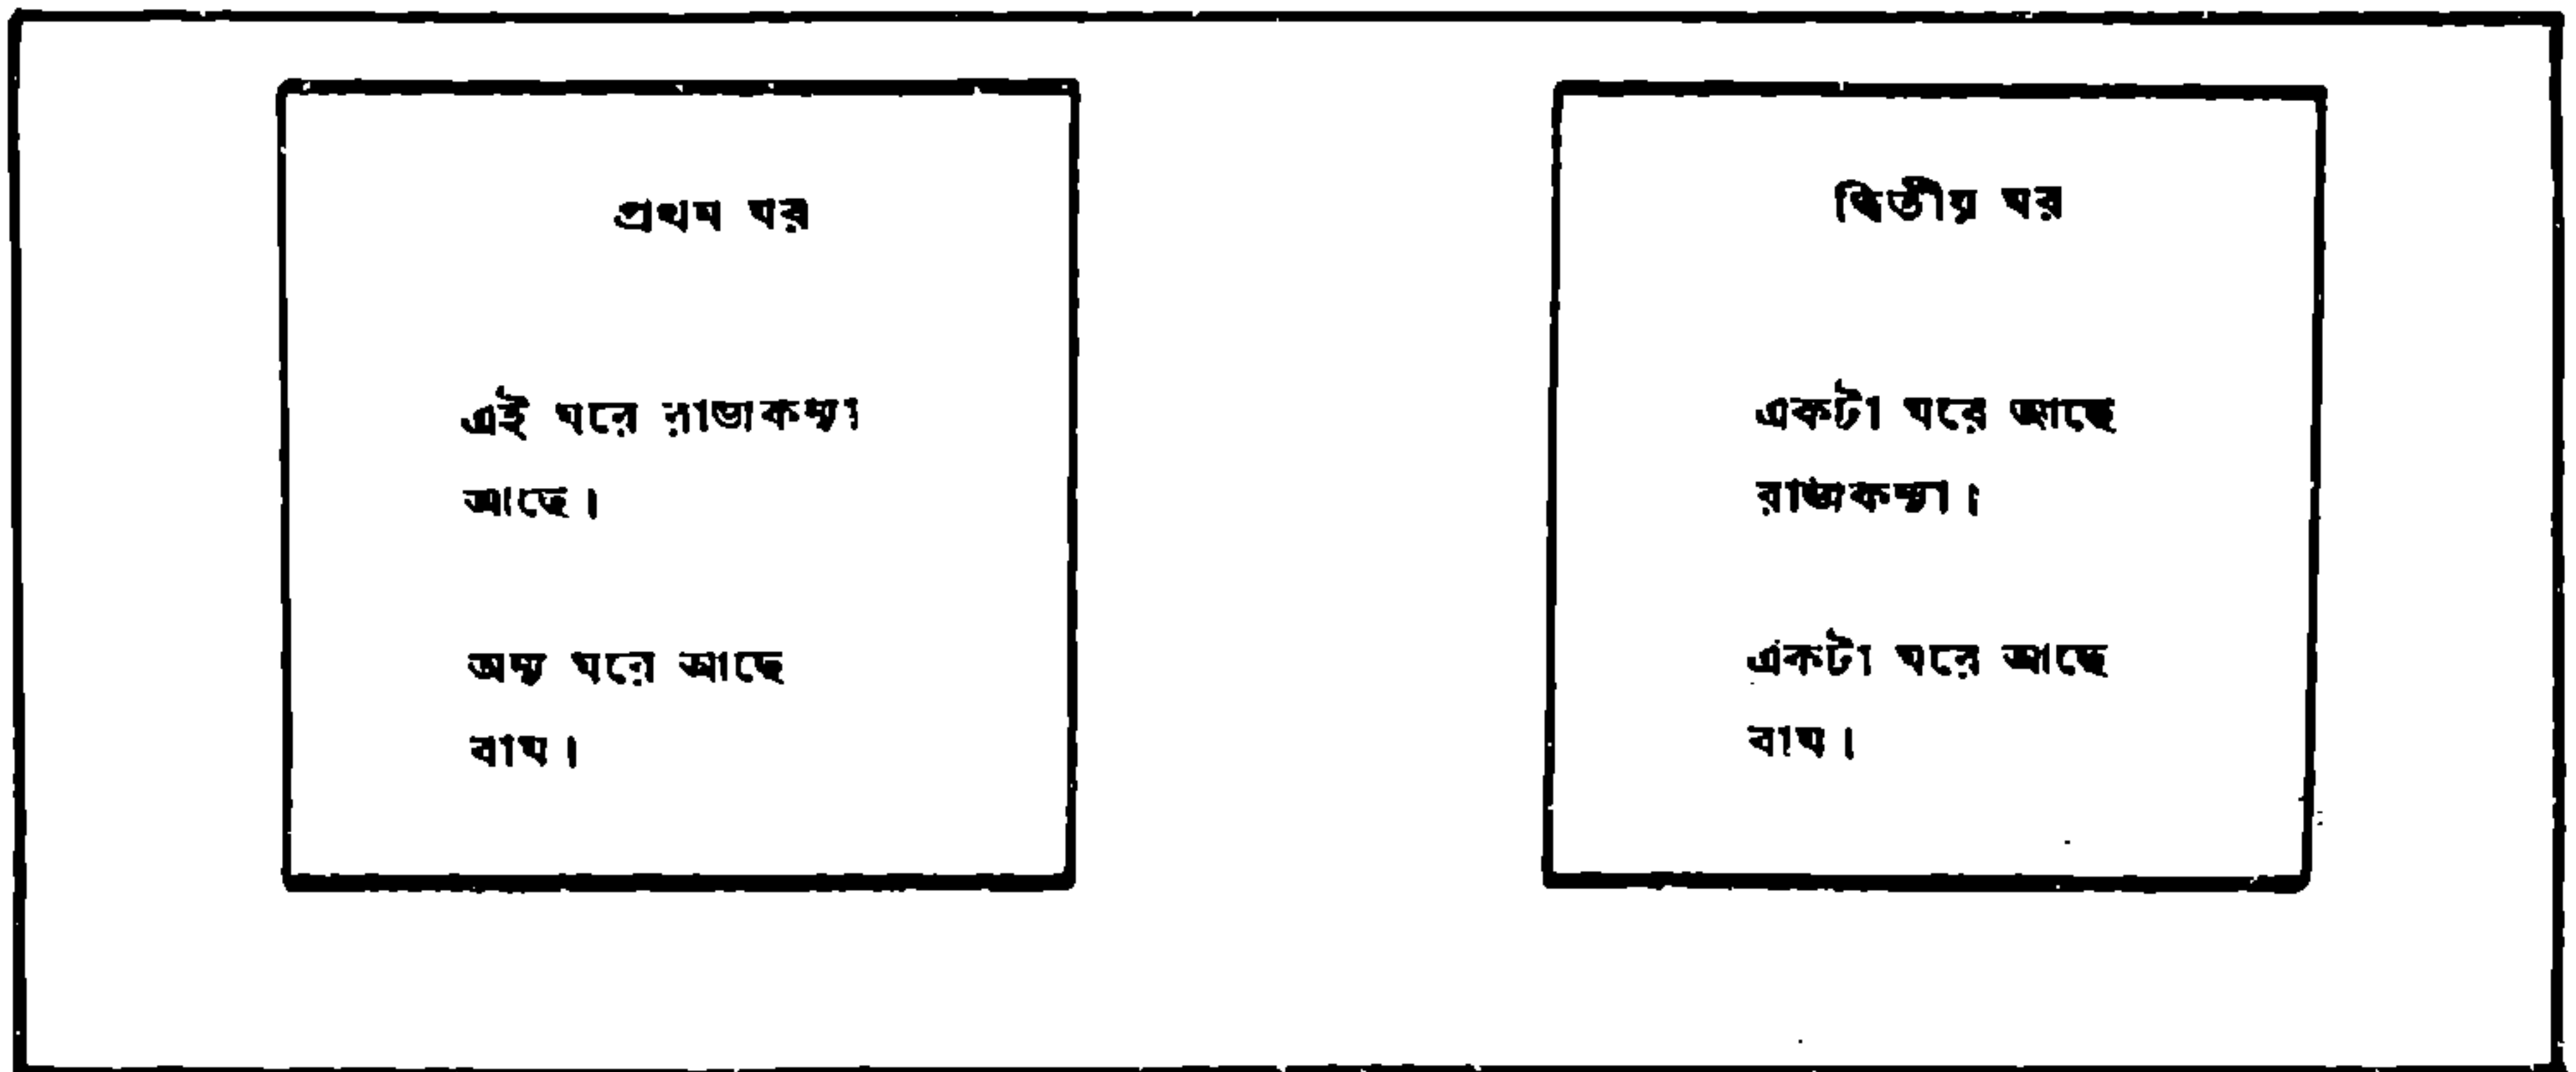 প্রথম ঘর
এই ঘরে রাজকন্যা
আছে।
অন্য ঘরে আছে
বাঘ।
দ্বিতীয় ঘর
একটা ঘরে আছে
রাজকন্যা।
একটা ঘরে আছে
বাঘ।